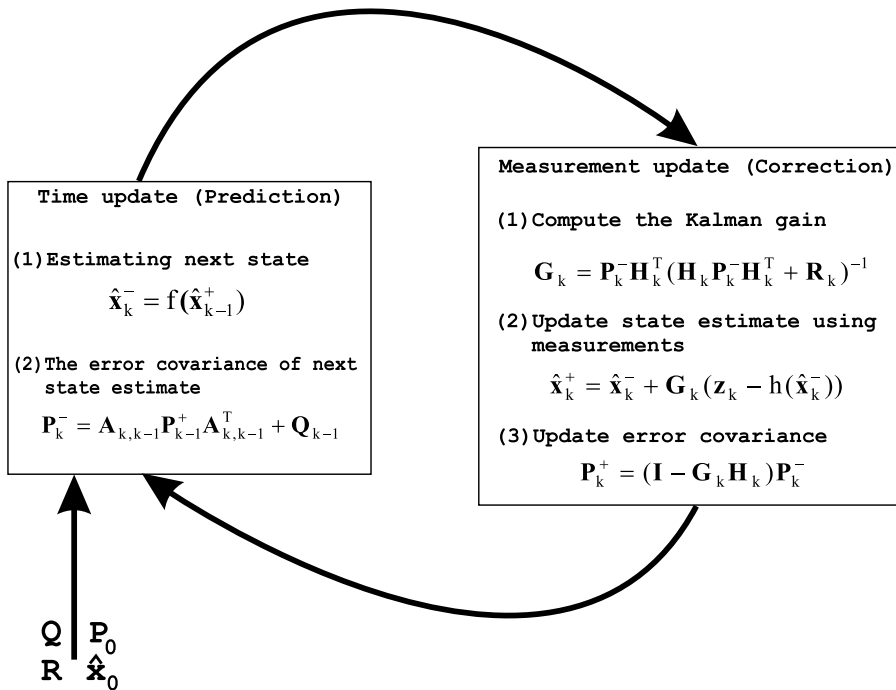 Time update (Prediction)
(1)Estimating next state
x̂ₖ⁻ = f(x̂ₖ₋₁⁺)
(2)The error covariance of next
state estimate
Pₖ⁻ = Aₖ,ₖ₋₁Pₖ₋₁⁺Aₖ,ₖ₋₁ᵀ + Qₖ₋₁
Measurement update (Correction)
(1)Compute the Kalman gain
Gₖ = Pₖ⁻Hₖᵀ(HₖPₖ⁻Hₖᵀ + Rₖ)⁻¹
(2)Update state estimate using
measurements
x̂ₖ⁺ = x̂ₖ⁻ + Gₖ(zₖ − h(x̂ₖ⁻))
(3)Update error covariance
Pₖ⁺ = (I − GₖHₖ)Pₖ⁻
Q P₀
R x̂₀